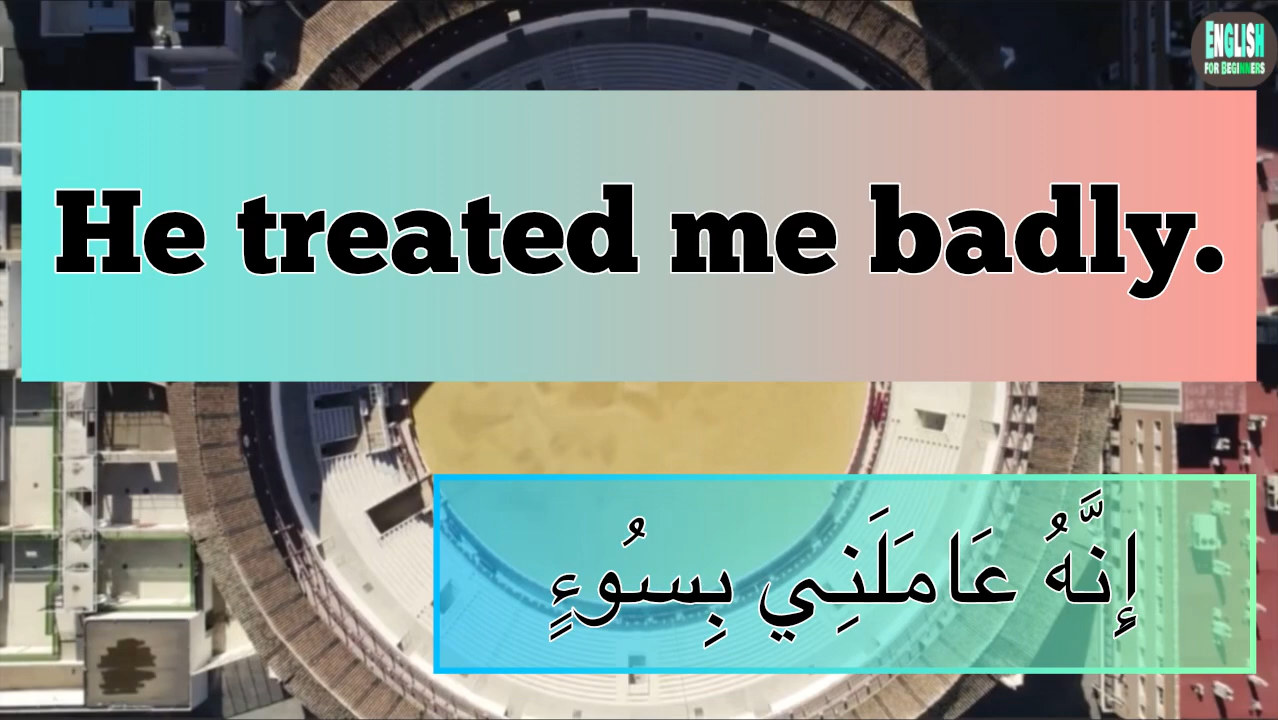 ENGLISH
FOR BEGINNERS
He treated me badly.
إِنَّهُ عَامَلَنِي بِسُوءٍ